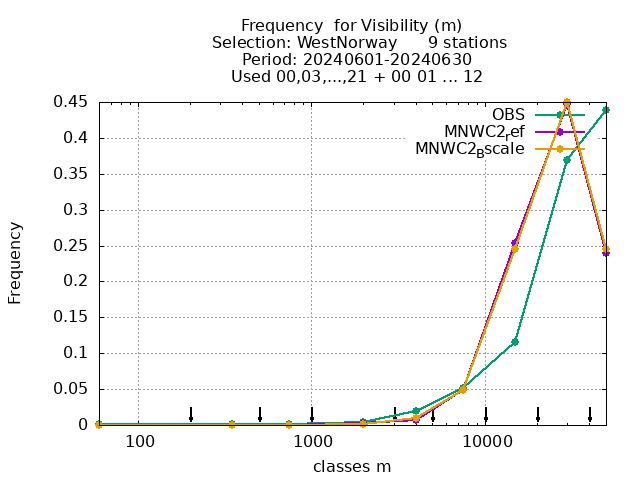 Frequency  for Visibility (m)
Selection: WestNorway      9 stations
Period: 20240601-20240630
Used 00,03,...,21 + 00 01 ... 12
OBS
MNWC2_ref
MNWC2_Bscale
0.45
0.4
0.35
0.3
0.25
0.2
0.15
0.1
0.05
0
Frequency
100
1000
10000
classes m